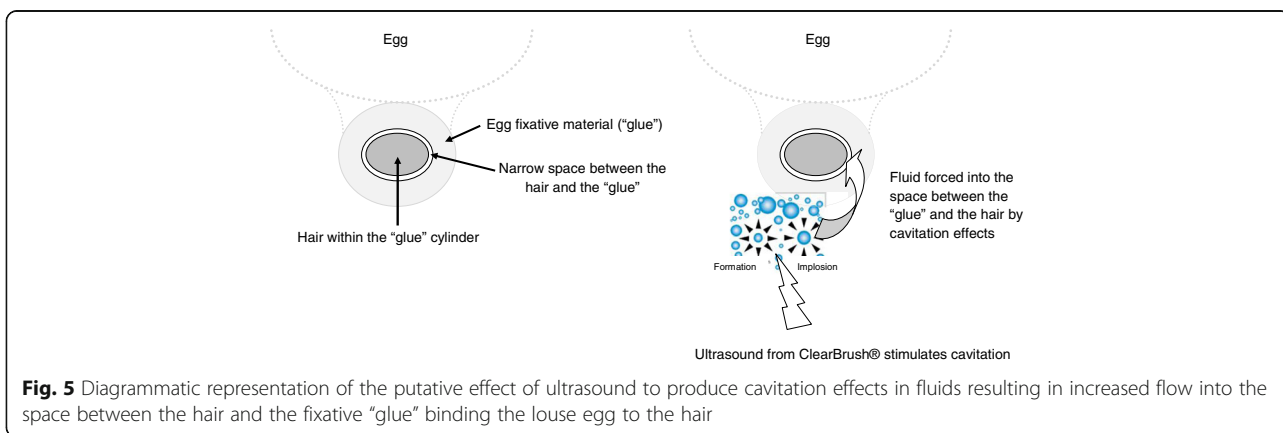 Egg
Egg fixative material ("glue")
Narrow space between the
hair and the "glue"
Hair within the "glue" cylinder
Egg
Fluid forced into the
space between the
"glue" and the hair by
cavitation effects
Formation
Implosion
Ultrasound from ClearBrush® stimulates cavitation
Fig. 5 Diagrammatic representation of the putative effect of ultrasound to produce cavitation effects in fluids resulting in increased flow into the
space between the hair and the fixative "glue" binding the louse egg to the hair